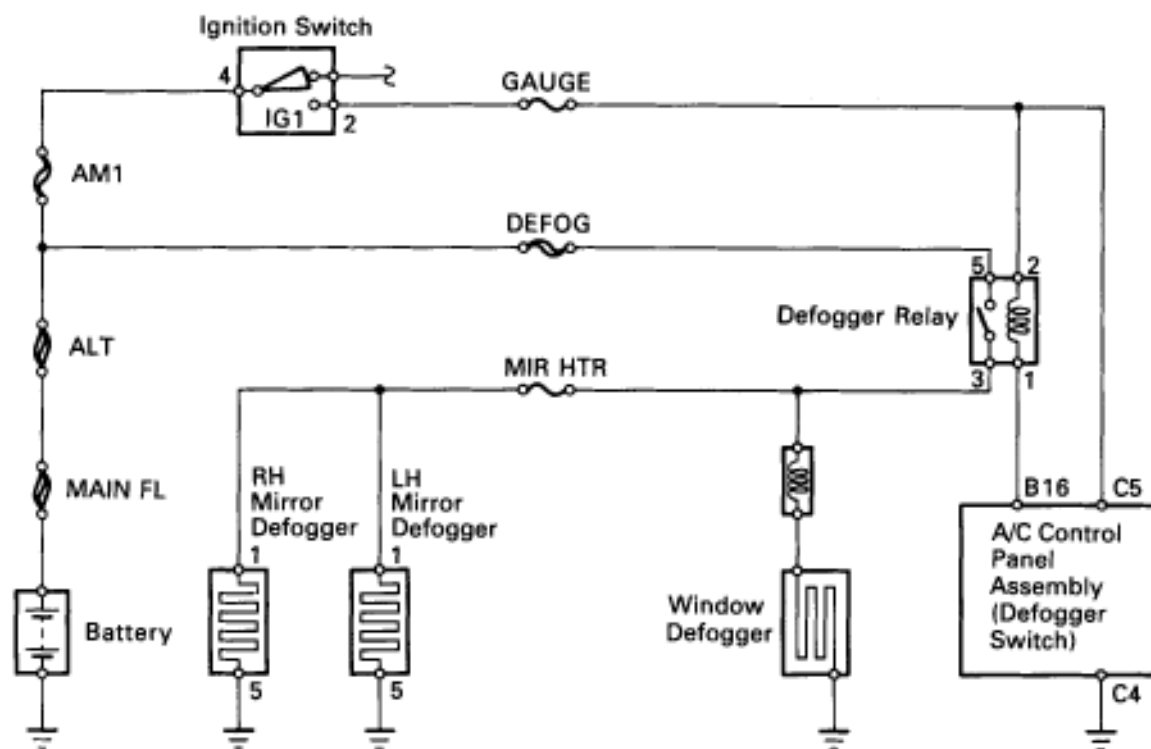 Ignition Switch
4
IG1
2
GAUGE
AM1
DEFOG
5
2
Defogger Relay
3
1
ALT
MIR HTR
MAIN FL
RH
Mirror
Defogger
LH
Mirror
Defogger
1
1
5
5
Battery
Window
Defogger
B16
C5
A/C Control
Panel
Assembly
(Defogger
Switch)
C4